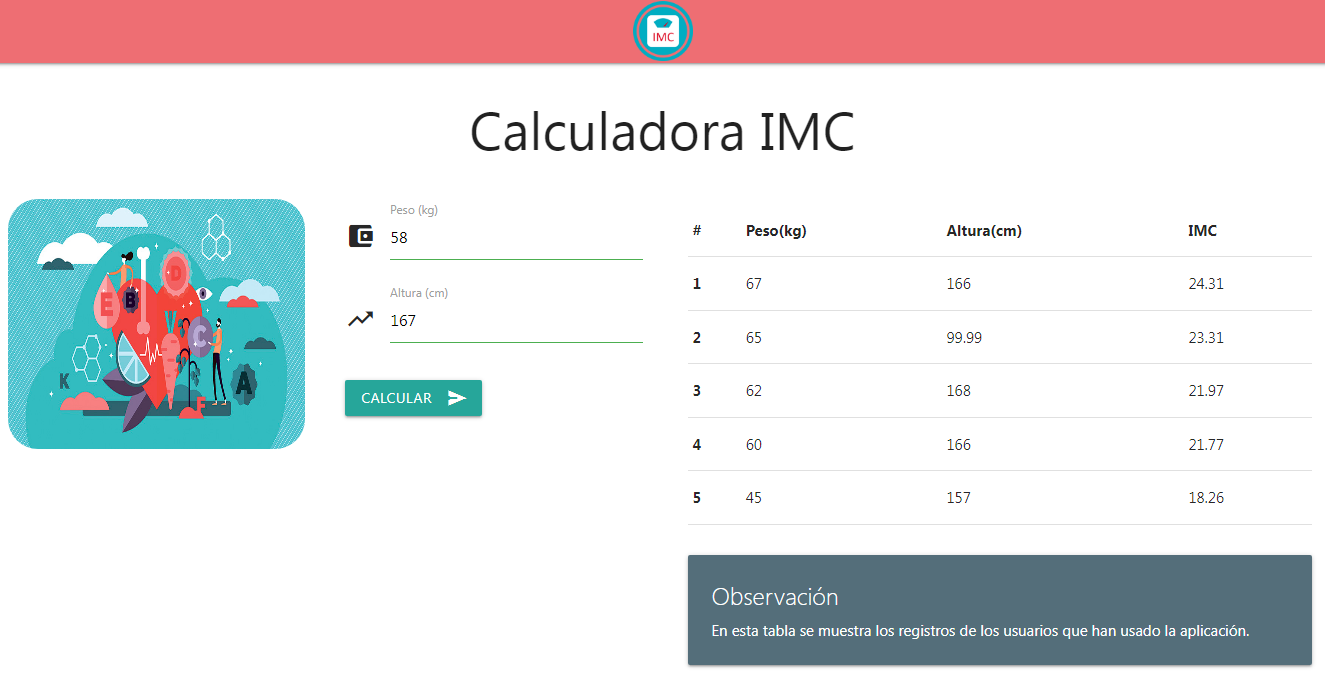 IMC
Calculadora IMC
E
B
D
C
K
A
F
Peso (kg)
58
Altura (cm)
167
CALCULAR
# Peso(kg) Altura(cm) IMC
1 67 166 24.31
2 65 99.99 23.31
3 62 168 21.97
4 60 166 21.77
5 45 157 18.26
Observación
En esta tabla se muestra los registros de los usuarios que han usado la aplicación.